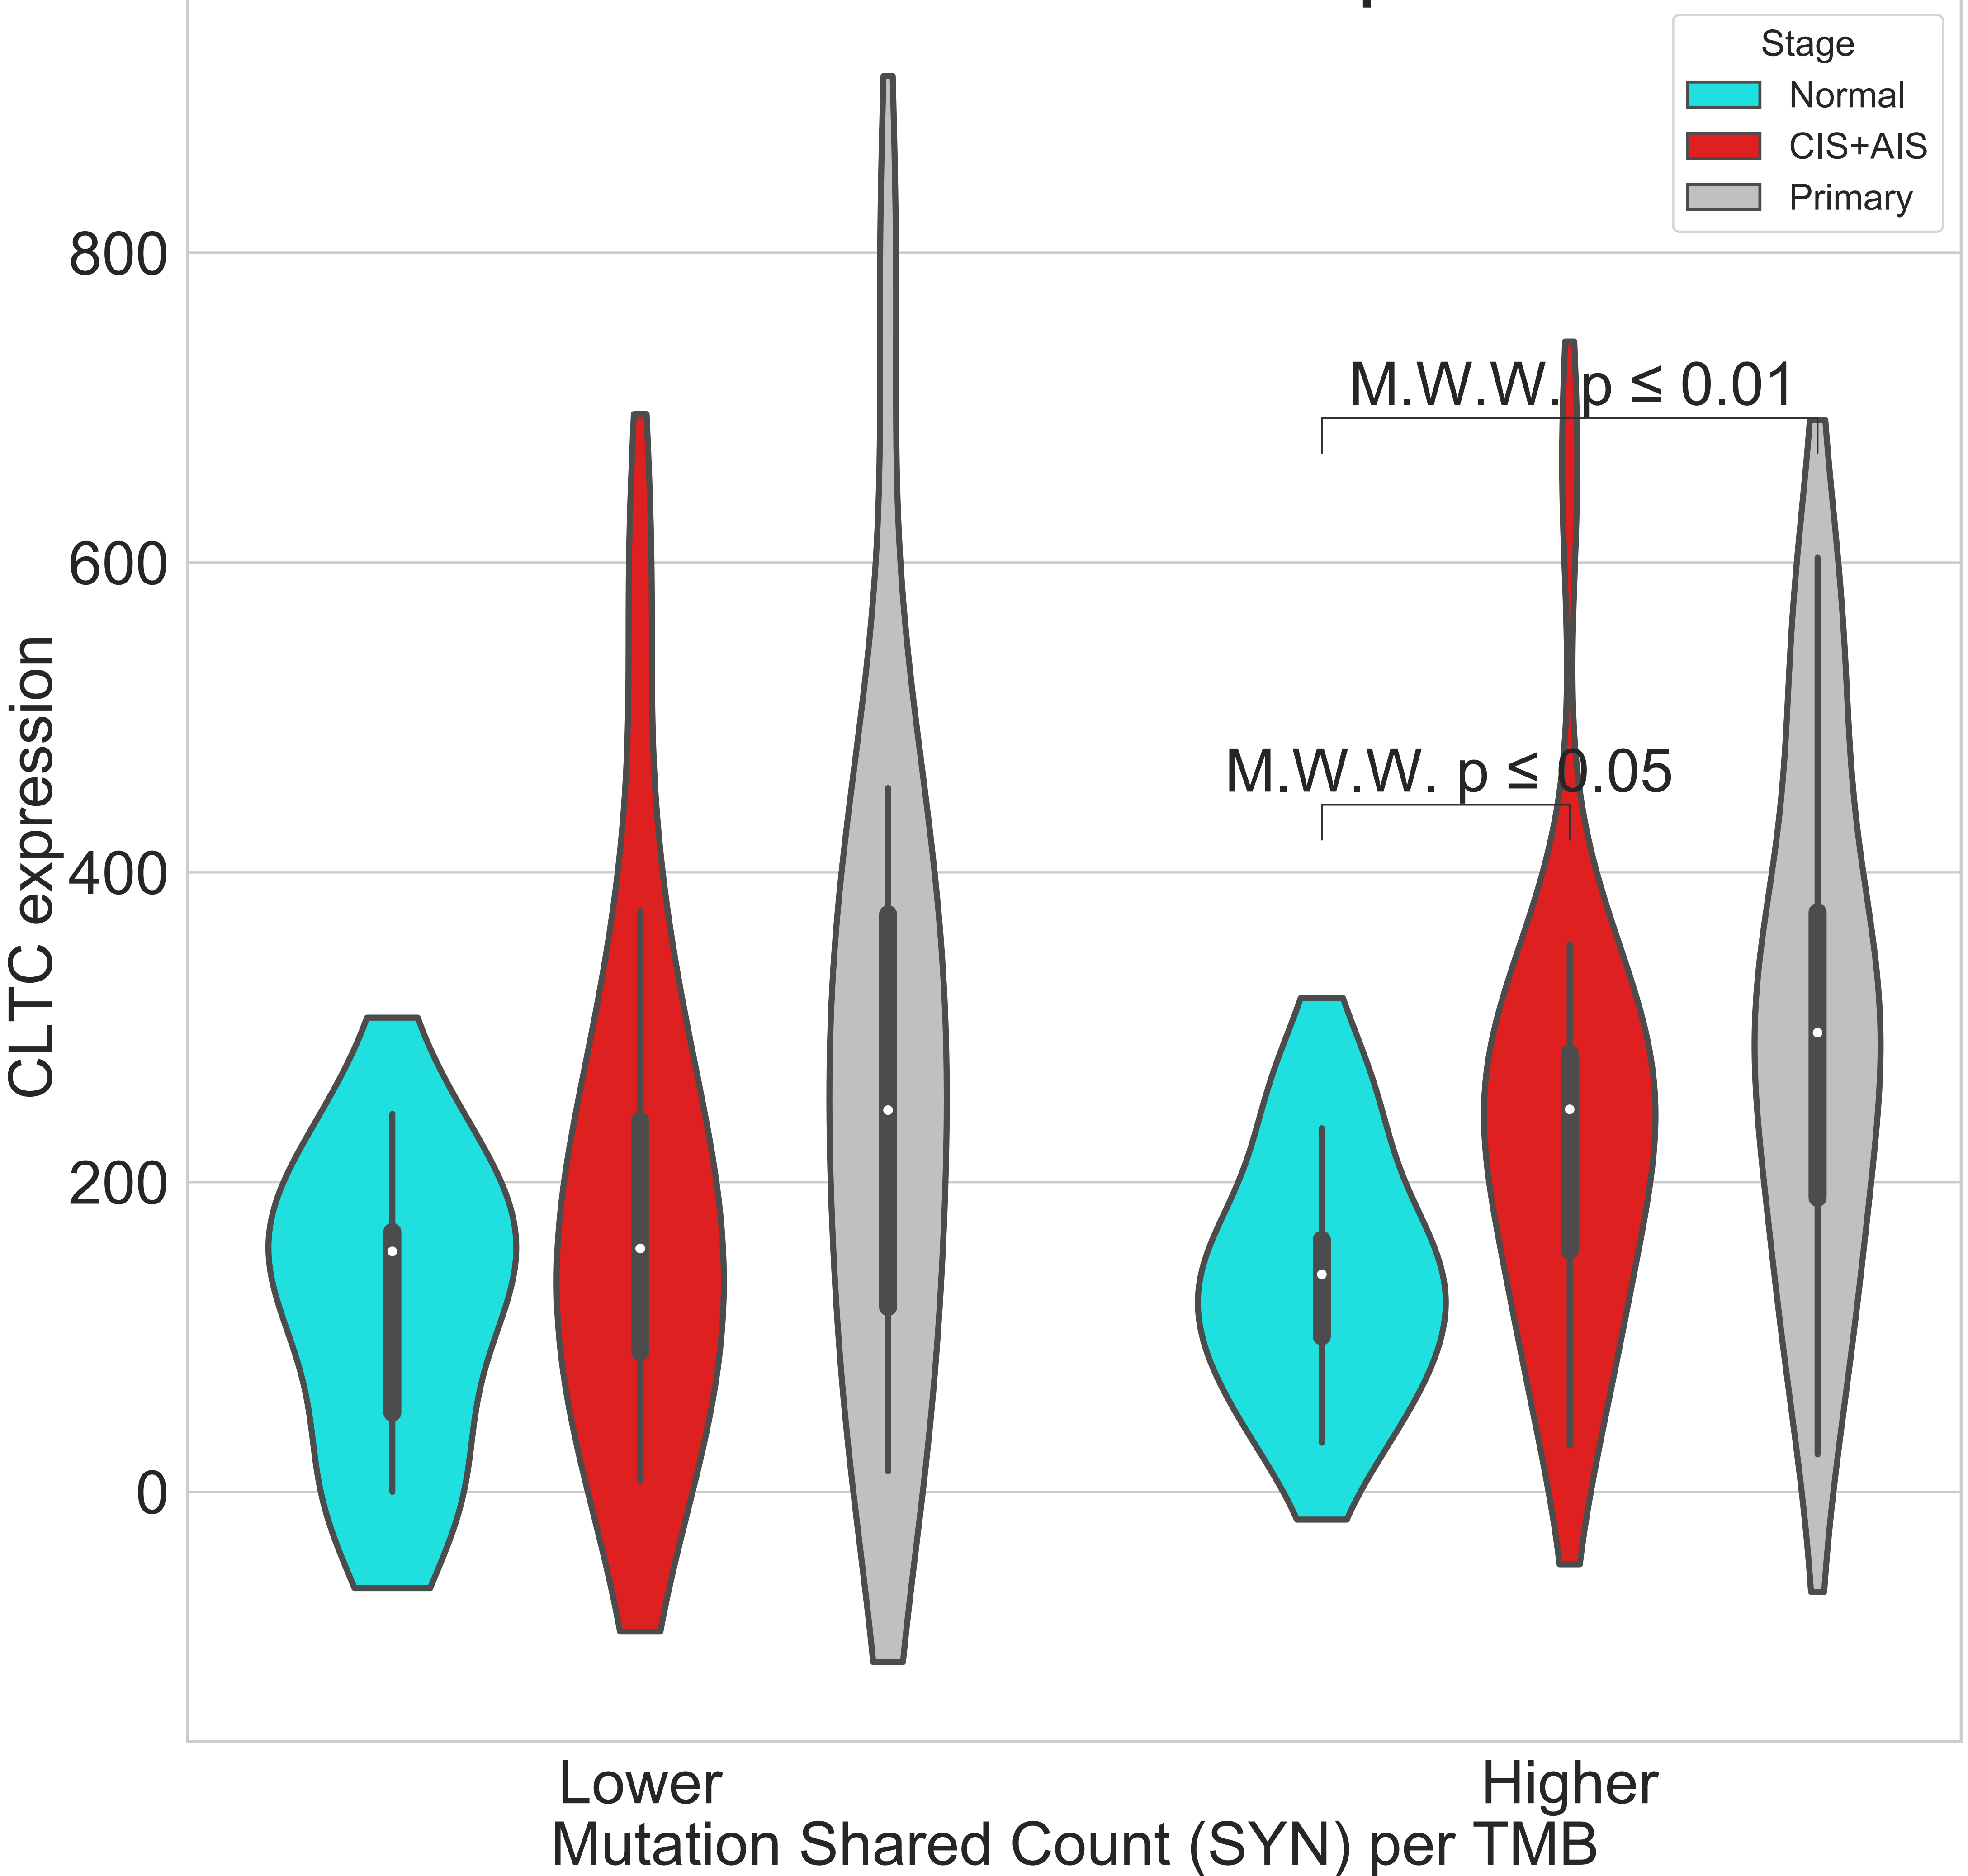 Stage
Normal
CIS+AIS
Primary
800
600
400
200
0
CLTC expression
M.W.W. p ≤ 0.01
M.W.W. p ≤ 0.05
Lower
Higher
Mutation Shared Count (SYN) per TMB